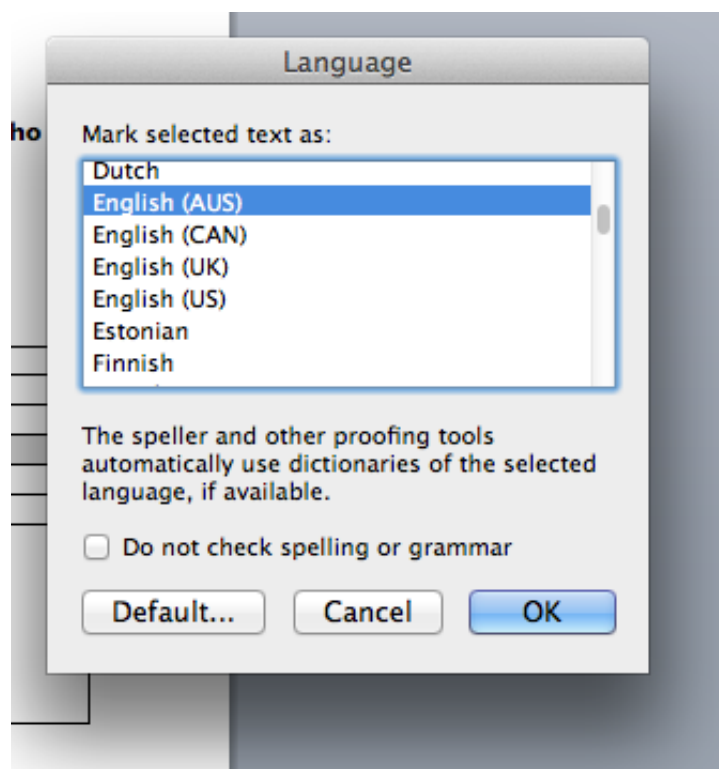 Language
ho
Mark selected text as:
Dutch
English (AUS)
English (CAN)
English (UK)
English (US)
Estonian
Finnish
The speller and other proofing tools
automatically use dictionaries of the selected
language, if available.
Do not check spelling or grammar
Default... Cancel OK